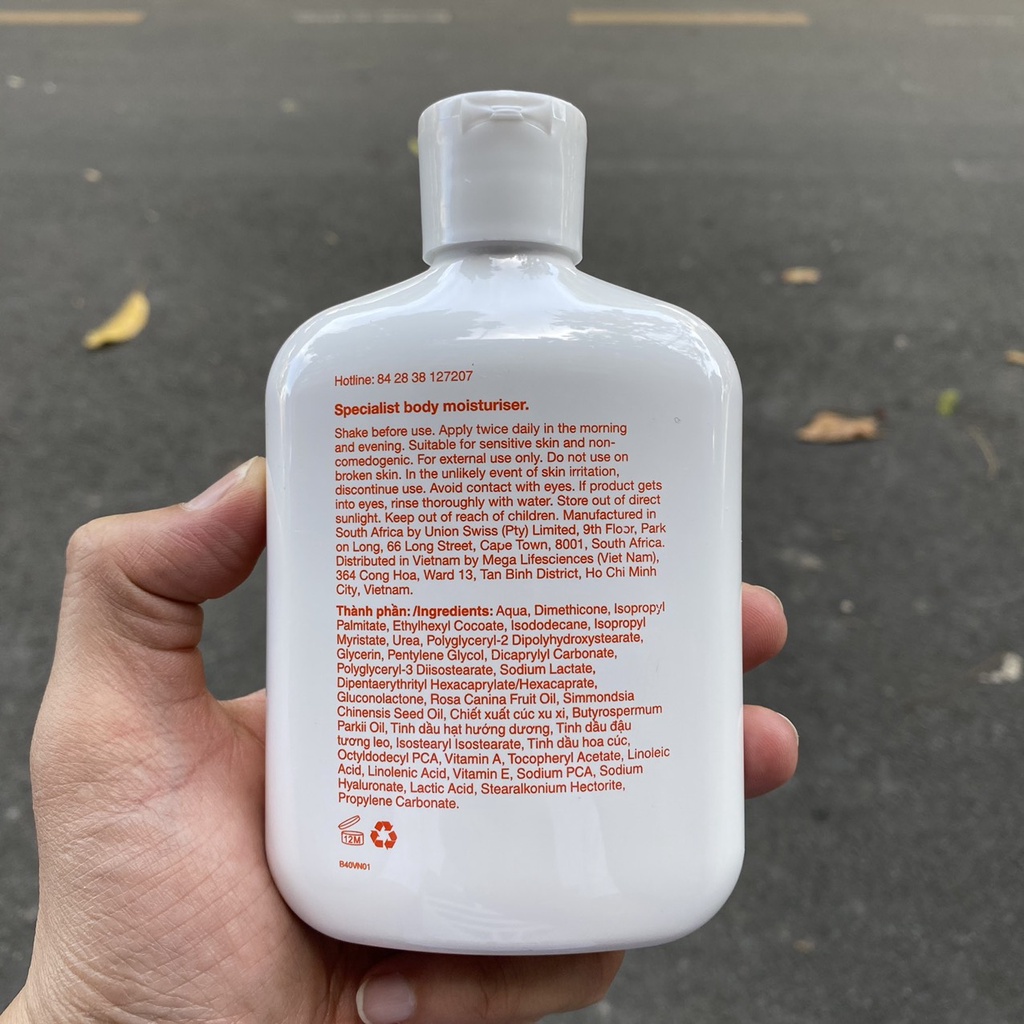 Hotline: 84 28 38 127207
Specialist body moisturiser.
Shake before use. Apply twice daily in the morning
and evening. Suitable for sensitive skin and non-
comedogenic. For external use only. Do not use on
broken skin. In the unlikely event of skin irritation,
discontinue use. Avoid contact with eyes. If product gets
into eyes, rinse thoroughly with water. Store out of direct
sunlight. Keep out of reach of children. Manufactured in
South Africa by Union Swiss (Pty) Limited, 9th Floor, Park
on Long, 66 Long Street, Cape Town, 8001, South Africa.
Distributed in Vietnam by Mega Lifesciences (Viet Nam),
364 Cong Hoa, Ward 13, Tan Binh District, Ho Chi Minh
City, Vietnam.
Thành phần:/Ingredients: Aqua, Dimethicone, Isopropyl
Palmitate, Ethylhexyl Cocoate, Isododecane, Isopropyl
Myristate, Urea, Polyglyceryl-2 Dipolyhydroxystearate,
Glycerin, Pentylene Glycol, Dicaprylyl Carbonate,
Polyglyceryl-3 Diisostearate, Sodium Lactate,
Dipentaerythrityl Hexacaprylate/Hexacaprate,
Gluconolactone, Rosa Canina Fruit Oil, Simmondsia
Chinensis Seed Oil, Chiết xuất cúc xu xi, Butyrospermum
Parkii Oil, Tinh dầu hạt hướng dương, Tinh dầu đậu
tương leo, Isostearyl Isostearate, Tinh dầu hoa cúc,
Octyldodecyl PCA, Vitamin A, Tocopheryl Acetate, Linoleic
Acid, Linolenic Acid, Vitamin E, Sodium PCA, Sodium
Hyaluronate, Lactic Acid, Stearalkonium Hectorite,
Propylene Carbonate.
12M
B40VN01